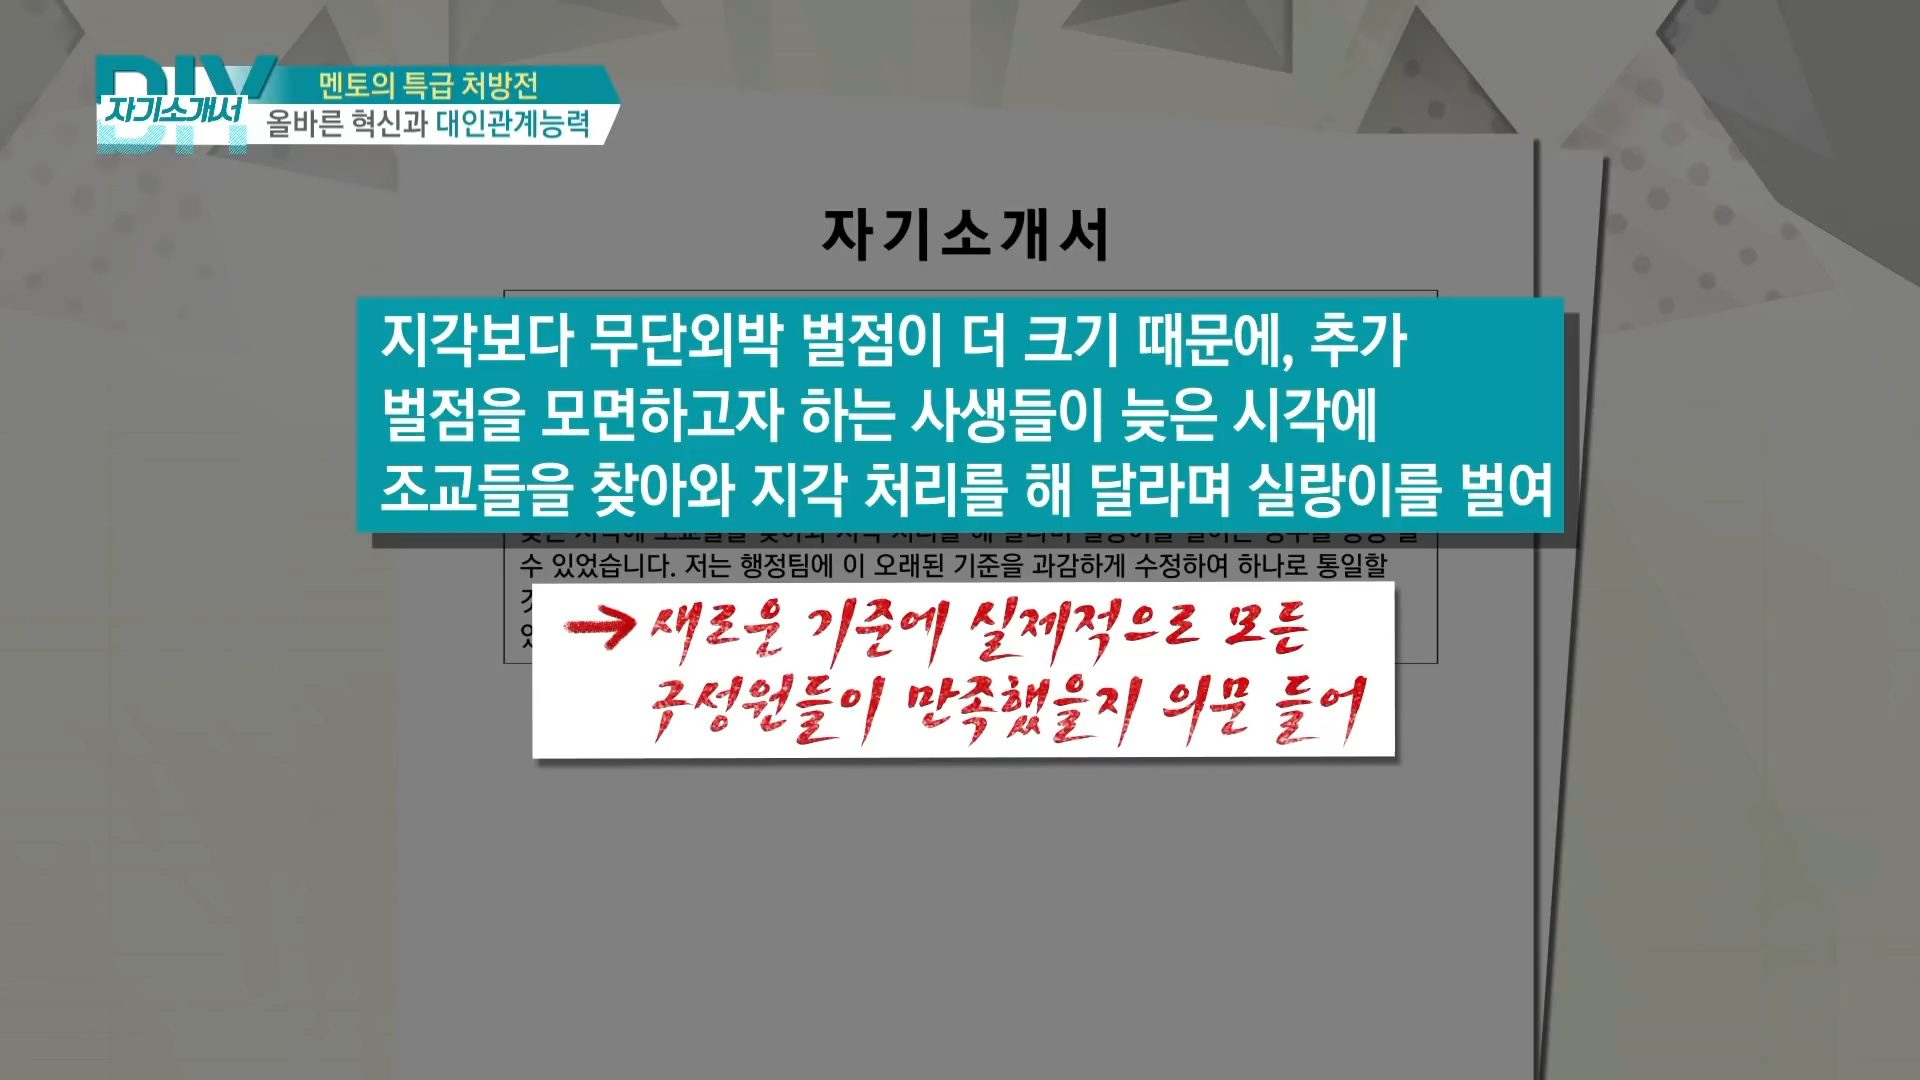 DIY
자기소개서
멘토의 특급 처방전
올바른 혁신과 대인관계능력
자기소개서
지각보다 무단외박 벌점이 더 크기 때문에, 추가
벌점을 모면하고자 하는 사생들이 늦은 시각에
조교들을 찾아와 지각 처리를 해 달라며 실랑이를 벌여
수 있었습니다. 저는 행정팀에 이 오래된 기준을 과감하게 수정하여 하나로 통일할
→ 새로운 기준에 실제적으로 모든
구성원들이 만족했을지 의문 들어